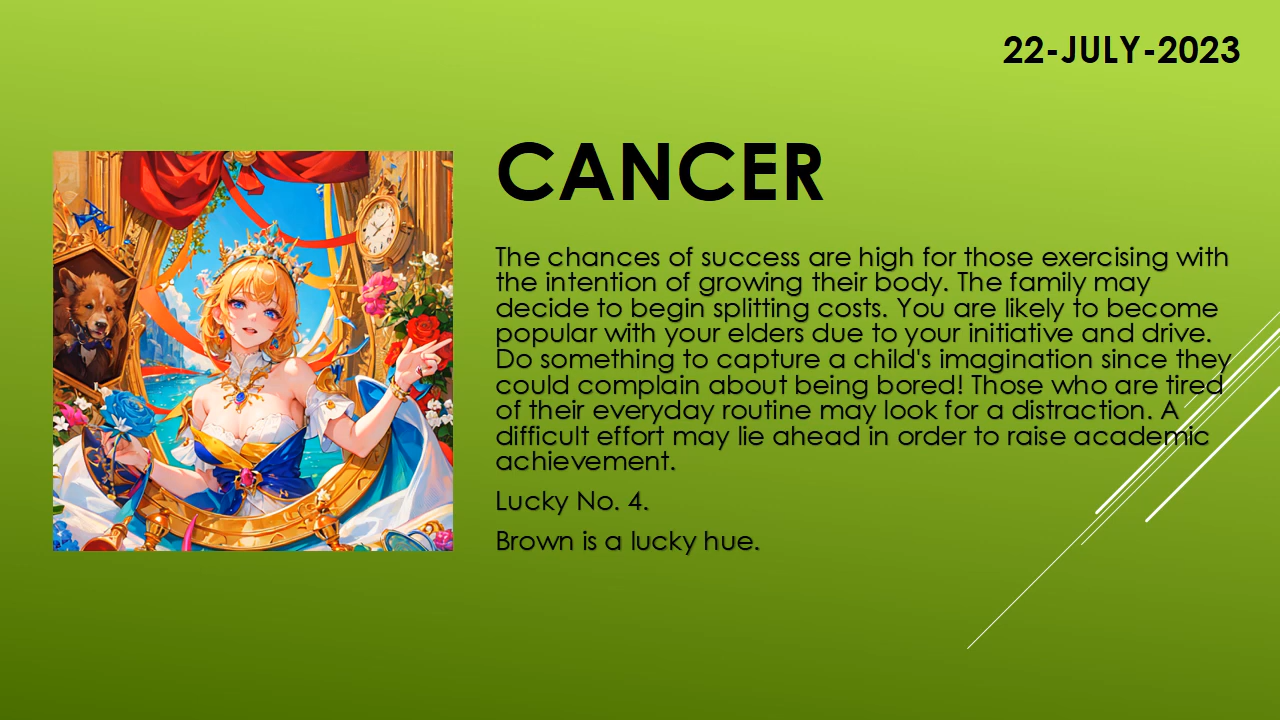 22-JULY-2023
CANCER
The chances of success are high for those exercising with
the intention of growing their body. The family may
decide to begin splitting costs. You are likely to become
popular with your elders due to your initiative and drive.
Do something to capture a child's imagination since they
could complain about being bored! Those who are tired
of their everyday routine may look for a distraction. A
difficult effort may lie ahead in order to raise academic
achievement.
Lucky No. 4.
Brown is a lucky hue.